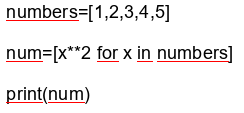 numbers=[1,2,3,4,5]
num=[x**2 for x in numbers]
print(num)